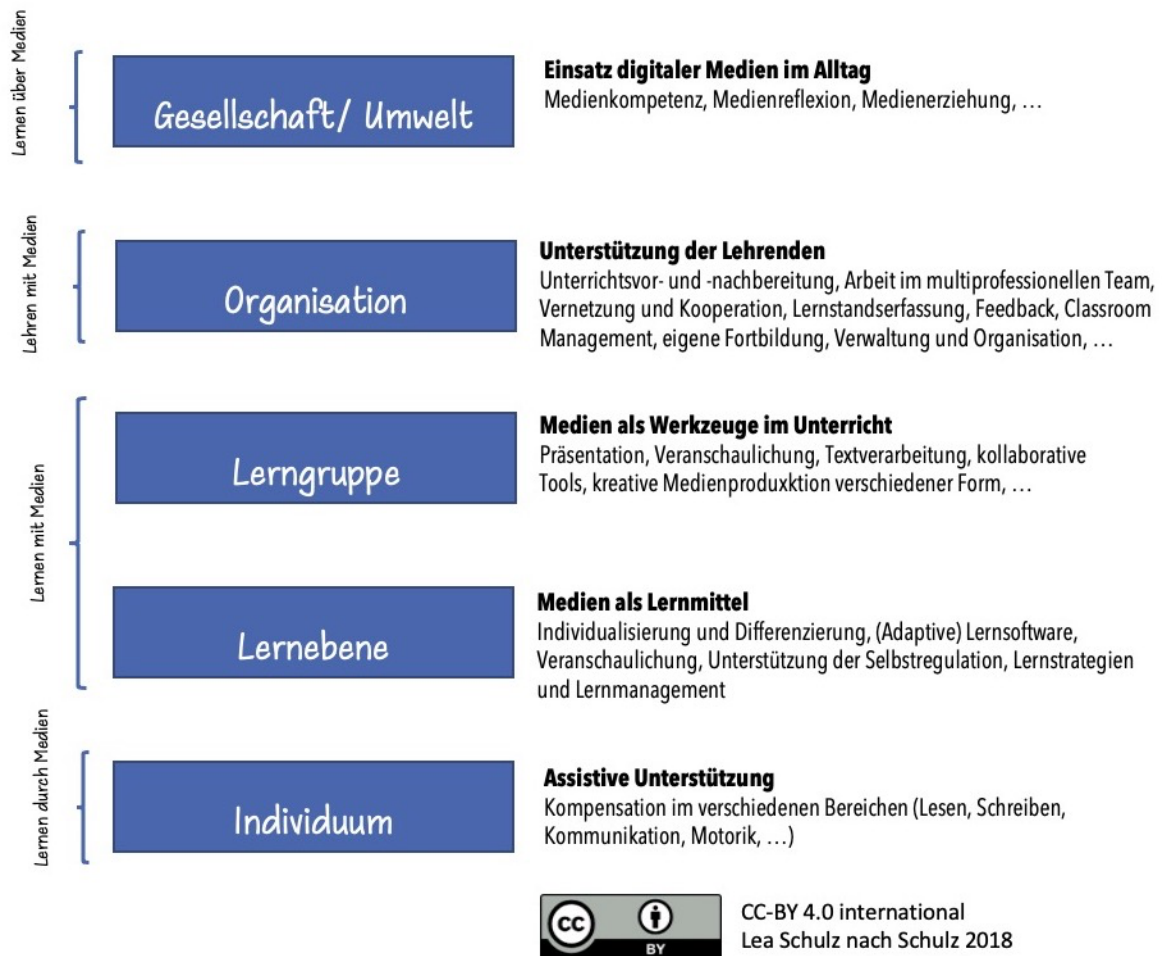 Lernen über Medien
Gesellschaft/ Umwelt
Einsatz digitaler Medien im Alltag
Medienkompetenz, Medienreflexion, Medienerziehung, …
Lehren mit Medien
Organisation
Unterstützung der Lehrenden
Unterrichtsvor- und -nachbereitung, Arbeit im multiprofessionellen Team,
Vernetzung und Kooperation, Lernstandserfassung, Feedback, Classroom
Management, eigene Fortbildung, Verwaltung und Organisation, …
Lernen mit Medien
Lerngruppe
Medien als Werkzeuge im Unterricht
Präsentation, Veranschaulichung, Textverarbeitung, kollaborative
Tools, kreative Medienproduxktion verschiedener Form, …
Lernebene
Medien als Lernmittel
Individualisierung und Differenzierung, (Adaptive) Lernsoftware,
Veranschaulichung, Unterstützung der Selbstregulation, Lernstrategien
und Lernmanagement
Lernen durch Medien
Individuum
Assistive Unterstützung
Kompensation im verschiedenen Bereichen (Lesen, Schreiben,
Kommunikation, Motorik, …)
cc
BY
CC-BY 4.0 international
Lea Schulz nach Schulz 2018